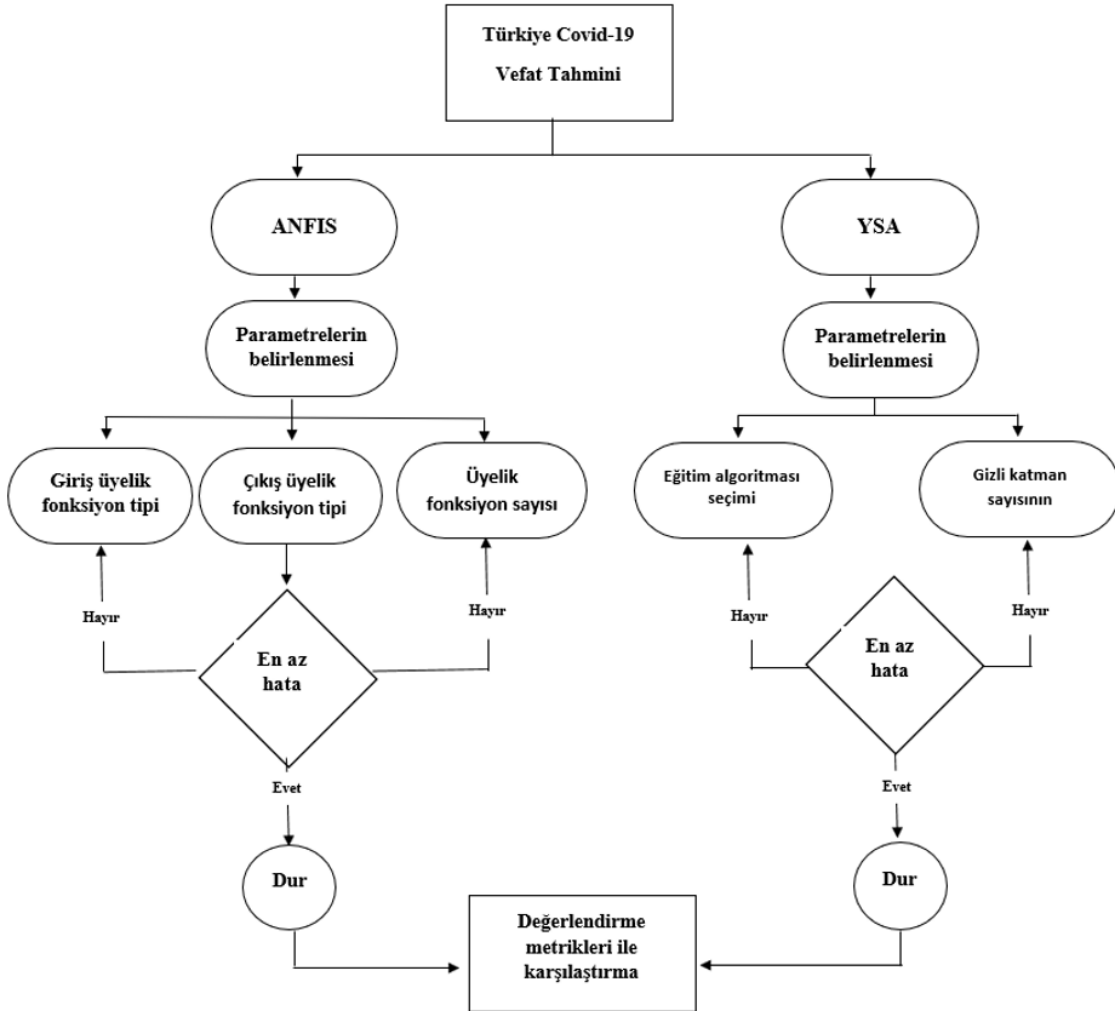 Türkiye Covid-19
Vefat Tahmini
ANFIS
YSA
Parametrelerin
belirlenmesi
Parametrelerin
belirlenmesi
Giriş üyelik
fonksiyon tipi
Çıkış üyelik
fonksiyon tipi
Üyelik
fonksiyon sayısı
Eğitim algoritması
seçimi
Gizli katman
sayısının
Hayır
Hayır
Hayır
Hayır
En az
hata
En az
hata
Evet
Evet
Dur
Dur
Değerlendirme
metrikleri ile
karşılaştırma